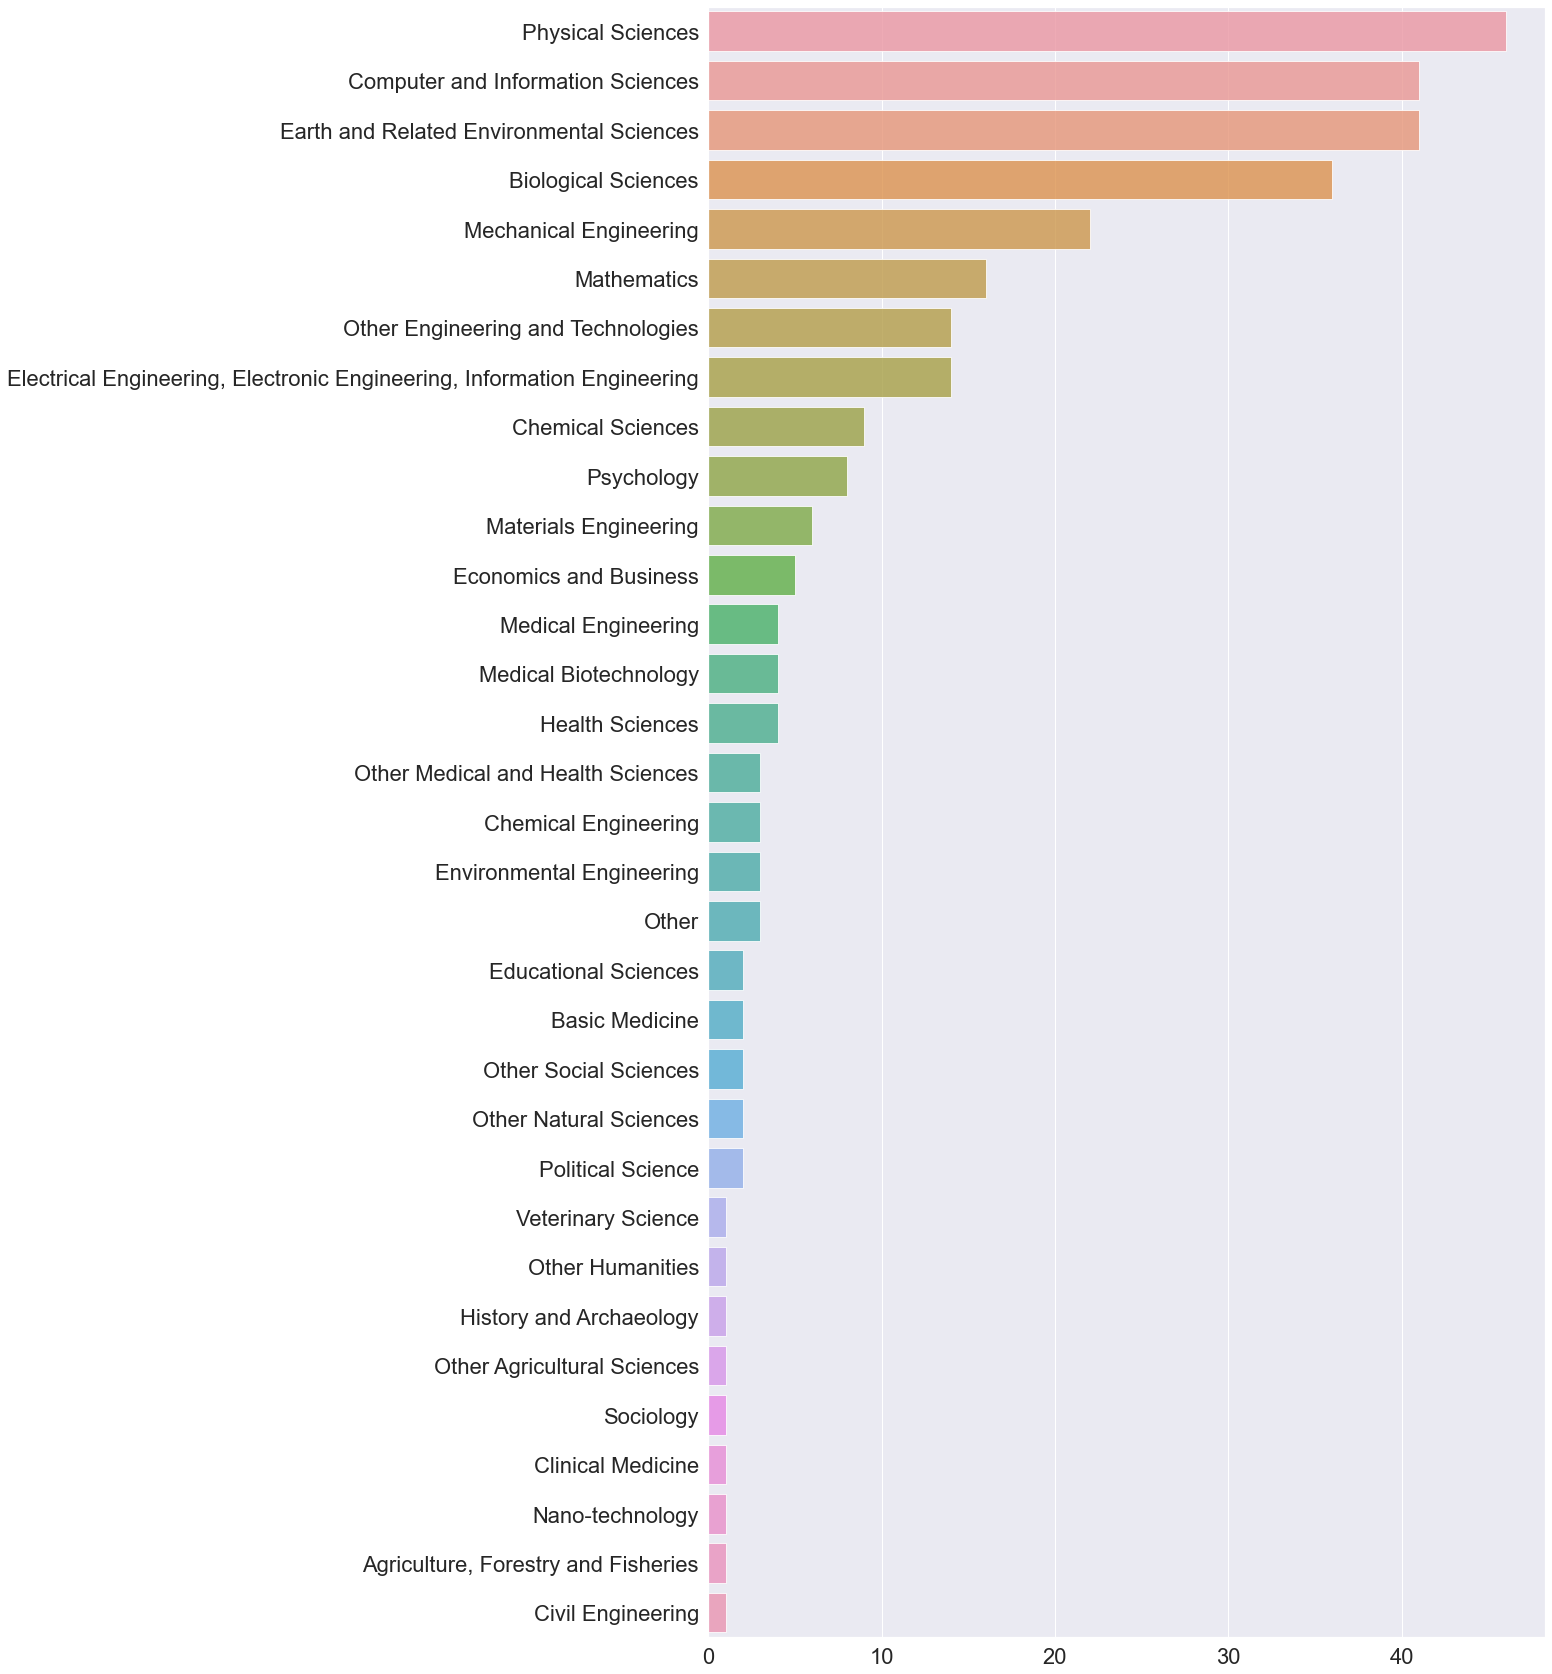 Physical Sciences
Computer and Information Sciences
Earth and Related Environmental Sciences
Biological Sciences
Mechanical Engineering
Mathematics
Other Engineering and Technologies
Electrical Engineering, Electronic Engineering, Information Engineering
Chemical Sciences
Psychology
Materials Engineering
Economics and Business
Medical Engineering
Medical Biotechnology
Health Sciences
Other Medical and Health Sciences
Chemical Engineering
Environmental Engineering
Other
Educational Sciences
Basic Medicine
Other Social Sciences
Other Natural Sciences
Political Science
Veterinary Science
Other Humanities
History and Archaeology
Other Agricultural Sciences
Sociology
Clinical Medicine
Nano-technology
Agriculture, Forestry and Fisheries
Civil Engineering
0 10 20 30 40